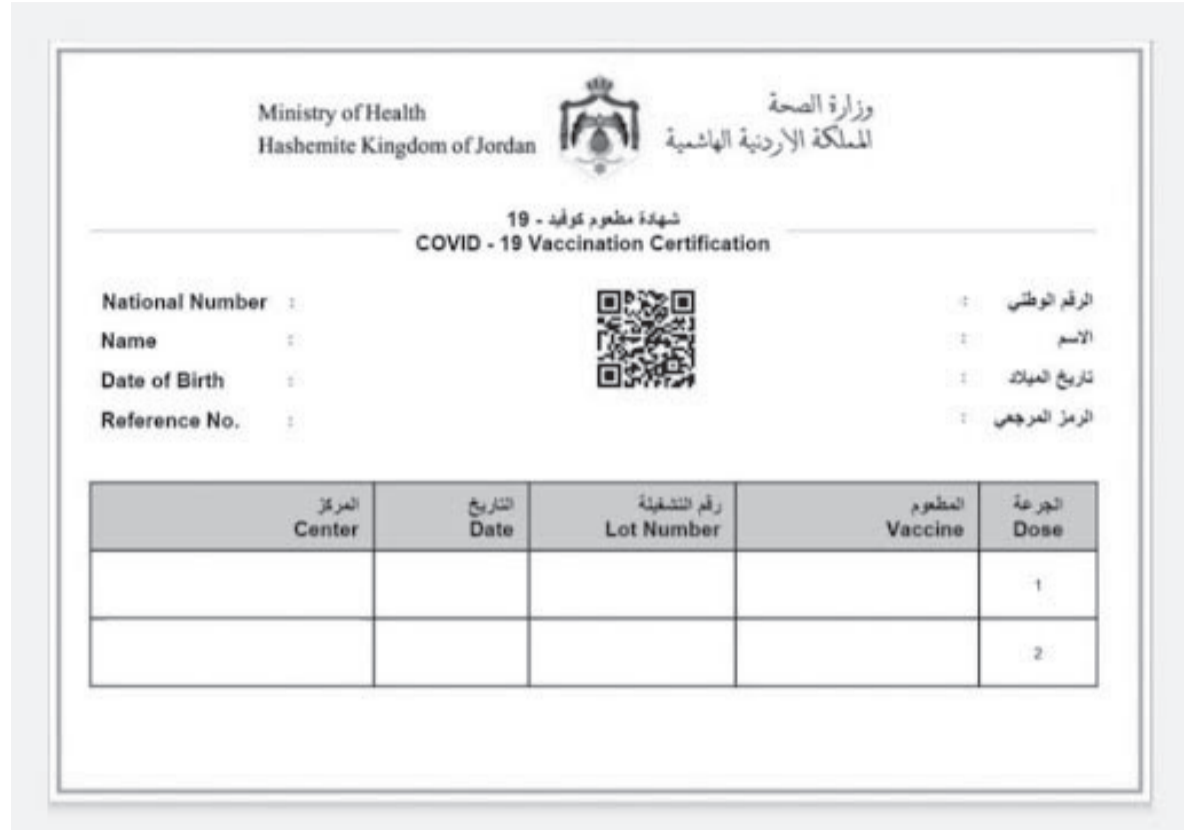 Ministry of Health
Hashemite Kingdom of Jordan
وزارة الصحة
المملكة الاردنية الهاشمية
شهادة مطعوم كوفيد - 19
COVID - 19 Vaccination Certification
National Number : : الرقم الوطني
Name : : الاسم
Date of Birth : : تاريخ الميلاد
Reference No. : : الرمز المرجعي
المركز التاريخ رقم التشغيلة المطعوم الجرعة
Center Date Lot Number Vaccine Dose
1
2